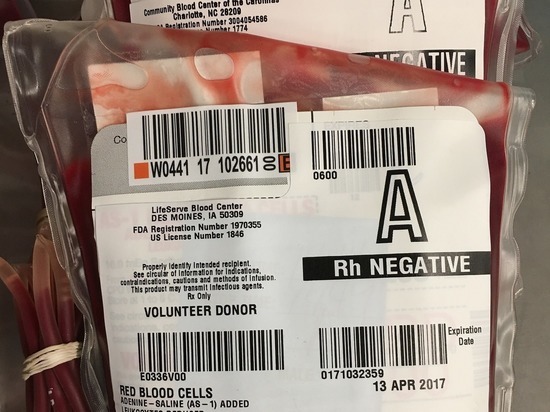 Community Blood Center of the Carolinas
Charlotte, NC 28209
Registration Number 3004054586
Number 1774
A
NEGATIVE
Co
W0441 17 102661 00 E
0600
A
LifeServe Blood Center
DES MOINES, IA 50309
FDA Registration Number 1970355
US License Number 1846
Rh NEGATIVE
Properly Identify Intended recipient.
See circular of information for indications,
contraindications, cautions and methods of infusion.
This product may transmit infectious agents.
Rx Only
VOLUNTEER DONOR
Expiration
Date
E0336V00
0171032359
13 APR 2017
RED BLOOD CELLS
ADENINE-SALINE (AS-1) ADDED
LEUKOCYTES REDUCED